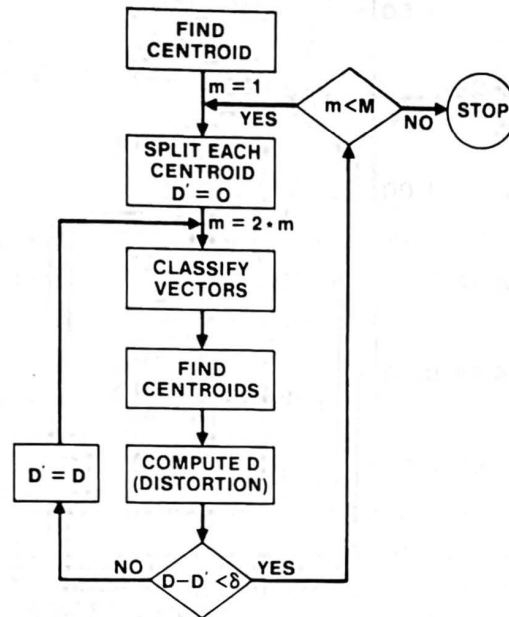 FIND
CENTROID
m = 1
YES
m<M
NO
STOP
SPLIT EACH
CENTROID
D' = O
m = 2 • m
CLASSIFY
VECTORS
FIND
CENTROIDS
COMPUTE D
(DISTORTION)
D' = D
NO
D–D' <δ
YES